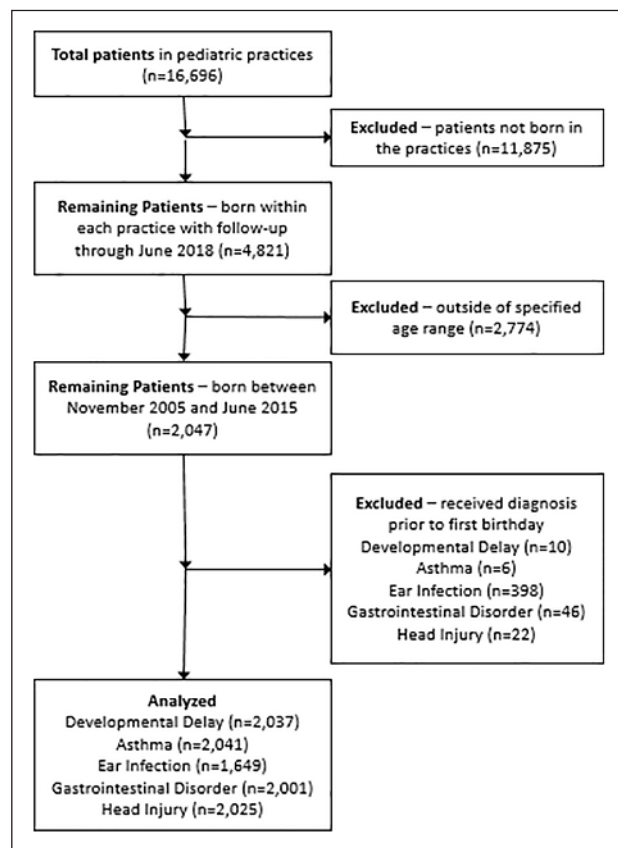 Total patients in pediatric practices
(n=16,696)
Excluded – patients not born in
the practices (n=11,875)
Remaining Patients – born within
each practice with follow-up
through June 2018 (n=4,821)
Excluded – outside of specified
age range (n=2,774)
Remaining Patients – born between
November 2005 and June 2015
(n=2,047)
Excluded – received diagnosis
prior to first birthday
Developmental Delay (n=10)
Asthma (n=6)
Ear Infection (n=398)
Gastrointestinal Disorder (n=46)
Head Injury (n=22)
Analyzed
Developmental Delay (n=2,037)
Asthma (n=2,041)
Ear Infection (n=1,649)
Gastrointestinal Disorder (n=2,001)
Head Injury (n=2,025)